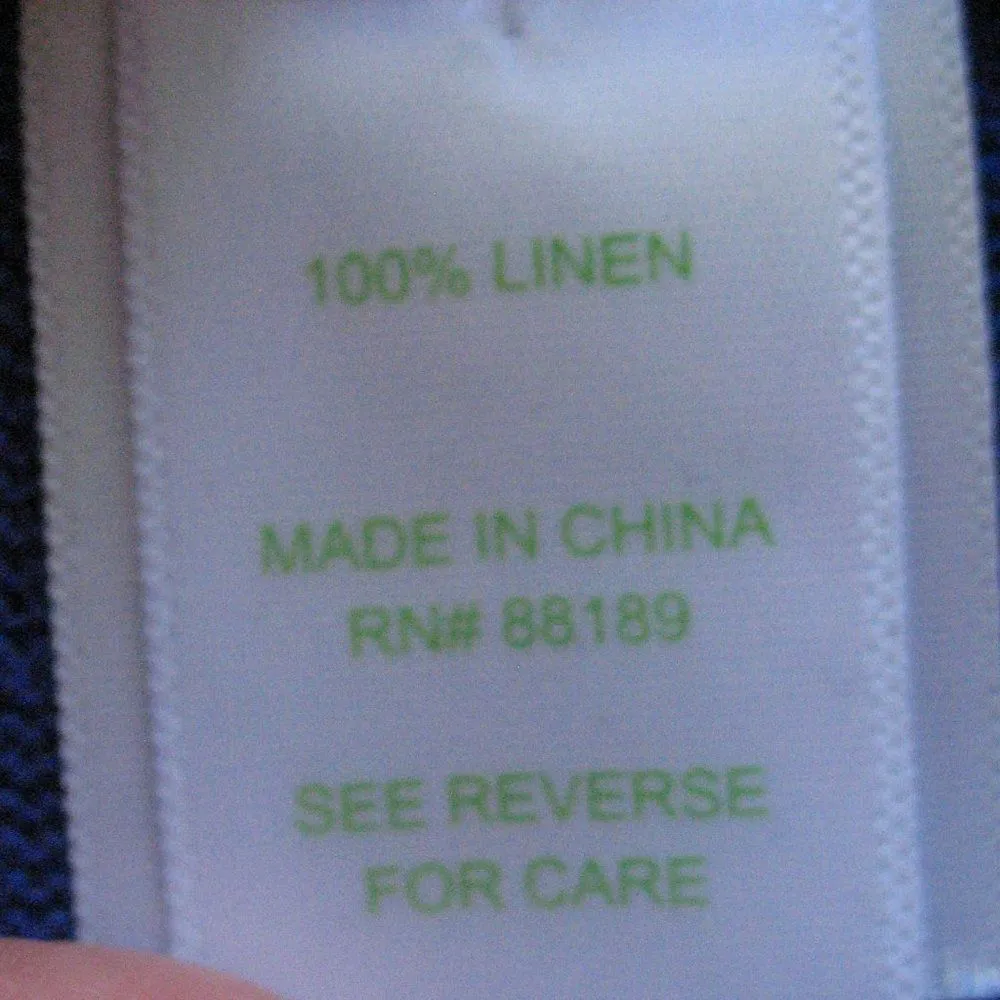 100% LINEN
MADE IN CHINA
RN# 88189
SEE REVERSE
FOR CARE